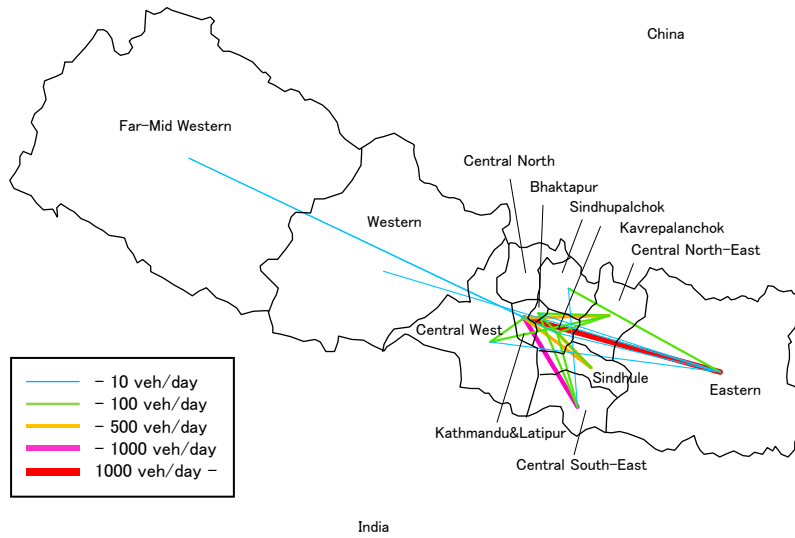 China
Far-Mid Western
Central North
Bhaktapur
Sindhupalchok
Western
Kavrepalanchok
Central North-East
Central West
- 10 veh/day
- 100 veh/day
- 500 veh/day
- 1000 veh/day
1000 veh/day -
Sindhule
Eastern
Kathmandu&Latipur
Central South-East
India